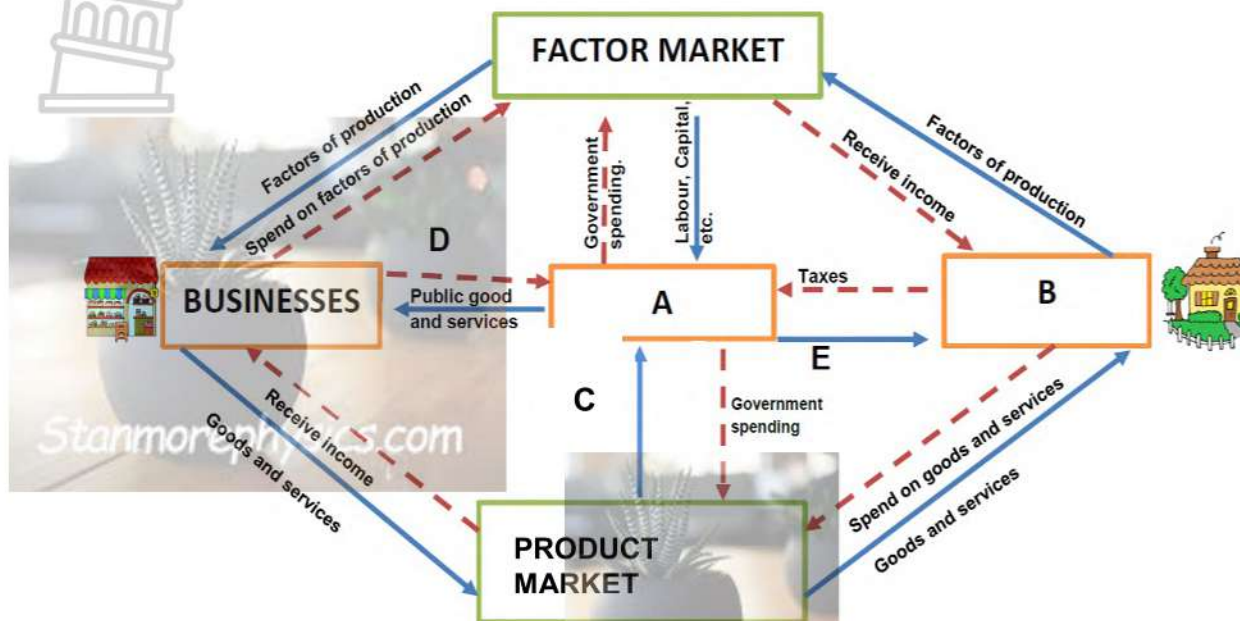 FACTOR MARKET
Factors of production
Spend on factors of production
Government
spending.
Labour, Capital,
etc.
Receive income
Factors of production
D
BUSINESSES
Public good
and services
A
Taxes
B
E
C
Government
spending
Receive income
Goods and services
Stanmorephysics.com
Spend on goods and services
Goods and services
PRODUCT
MARKET